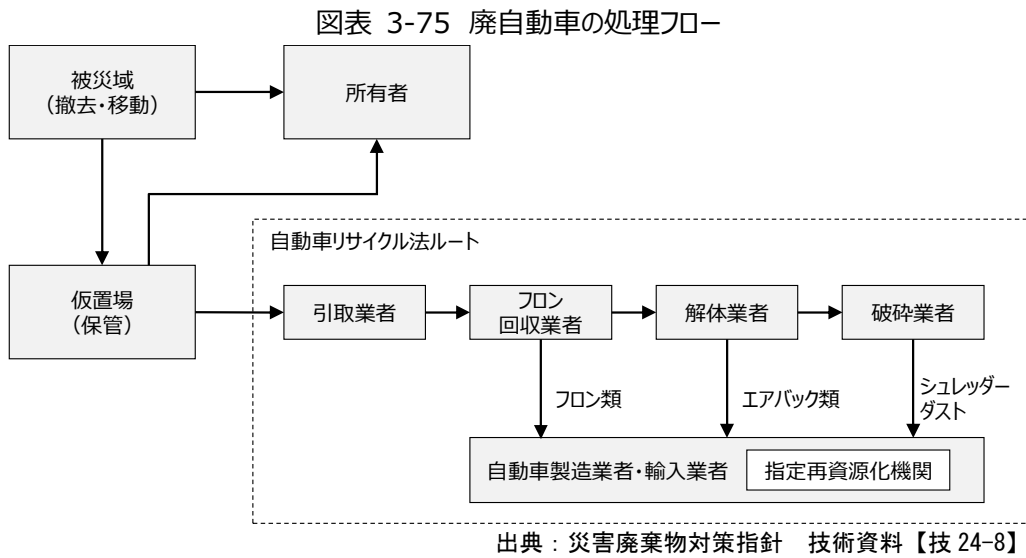 図表 3-75 廃自動車の処理フロー
被災域
（撤去・移動）
所有者
自動車リサイクル法ルート
仮置場
（保管）
引取業者
フロン
回収業者
解体業者
破砕業者
フロン類
エアバック類
シュレッダー
ダスト
自動車製造業者・輸入業者
指定再資源化機関
出典：災害廃棄物対策指針　技術資料【技 24-8】